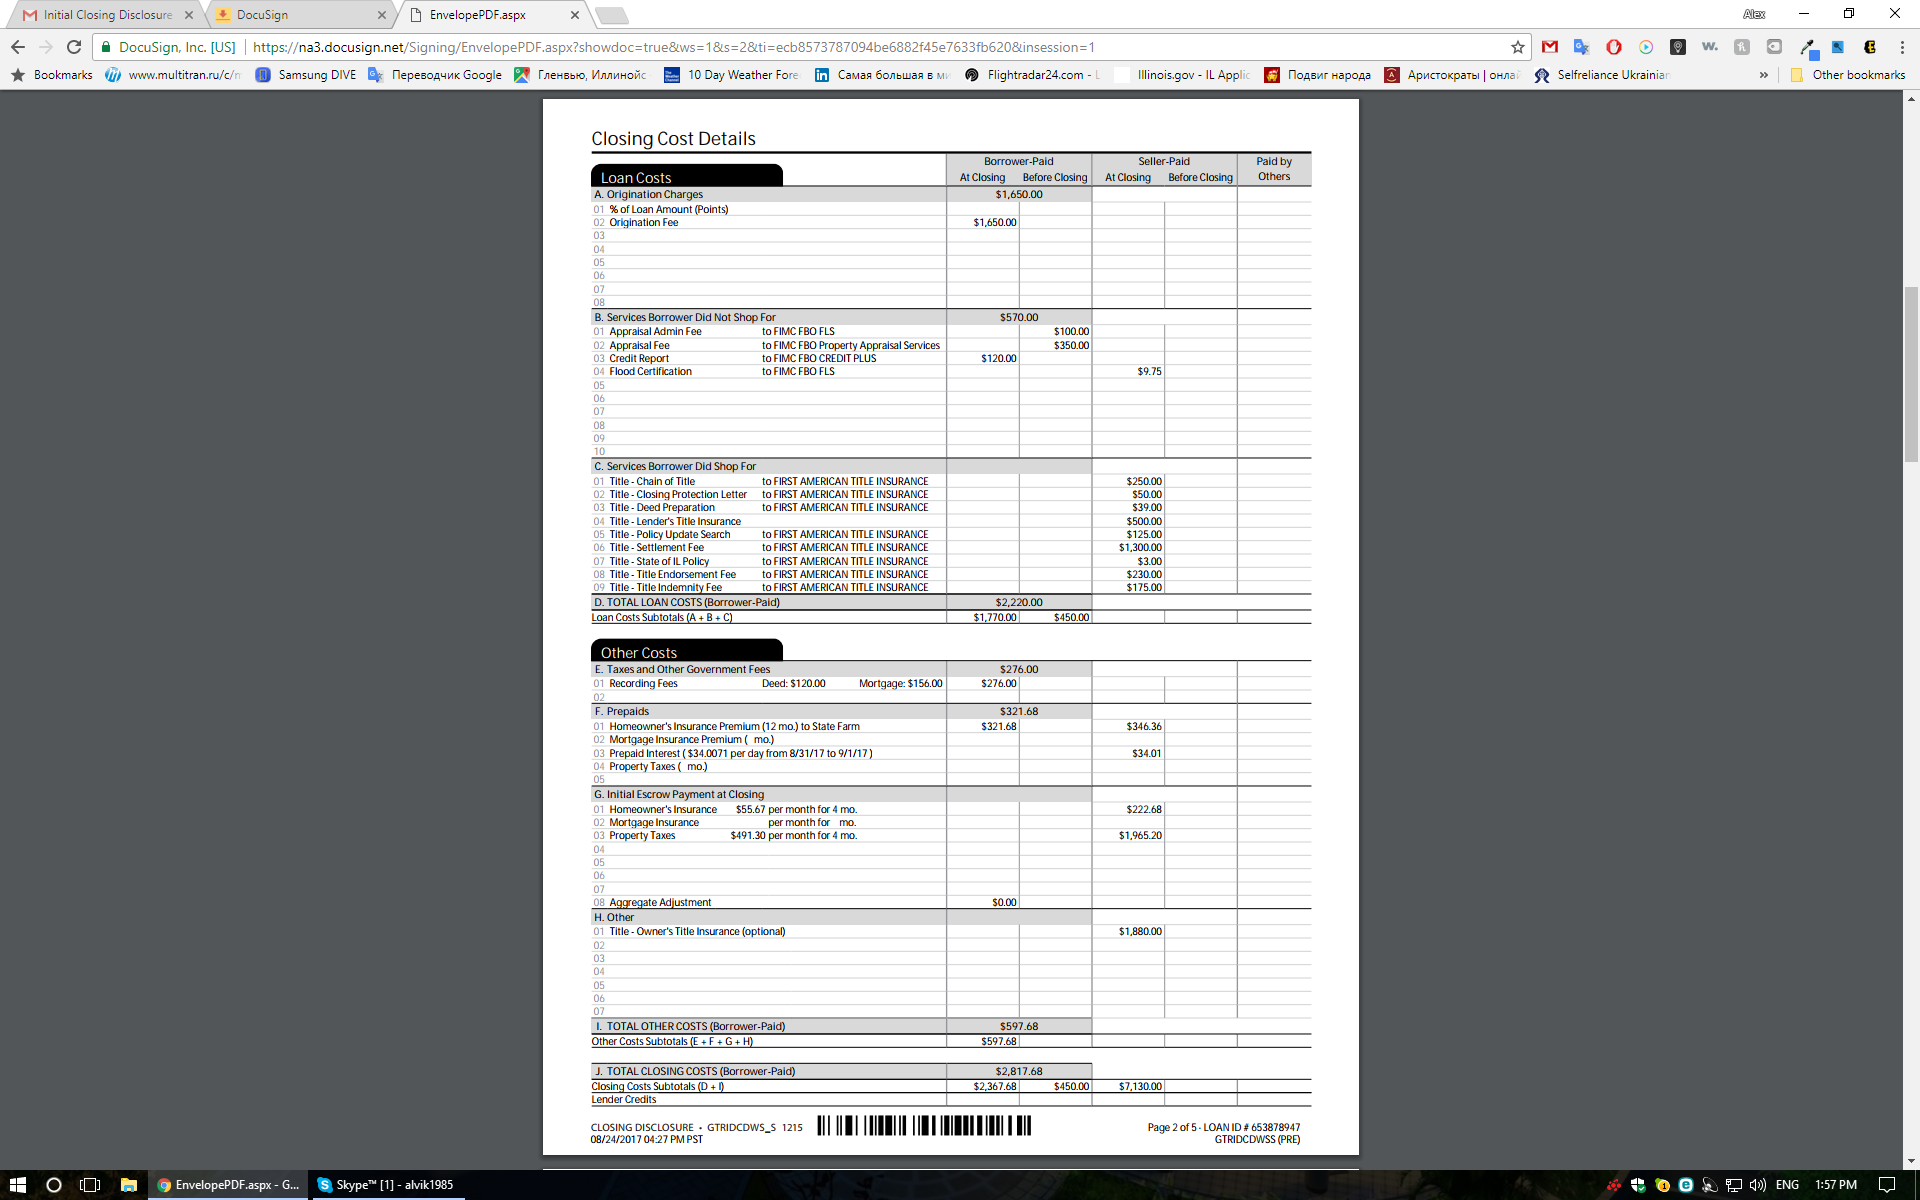 Initial Closing Disclosure
DocuSign
EnvelopePDF.aspx
Alex
DocuSign, Inc. [US] | https://na3.docusign.net/Signing/EnvelopePDF.aspx?showdoc=true&ws=1&s=2&ti=ecb8573787094be6882f45e7633fb620&insession=1
Bookmarks www.multitran.ru/c/m Samsung DIVE Переводчик Google Гленвью, Иллинойс 10 Day Weather Fore Самая большая в ми Flightradar24.com - L Illinois.gov - IL Applic Подвиг народа Аристократы | онла Selfreliance Ukrainian » Other bookmarks
Closing Cost Details
Loan Costs
Borrower-Paid Seller-Paid Paid by Others
At Closing Before Closing At Closing Before Closing
A. Origination Charges $1,650.00
01 % of Loan Amount (Points)
02 Origination Fee $1,650.00
03
04
05
06
07
08
B. Services Borrower Did Not Shop For $570.00
01 Appraisal Admin Fee to FIMC FBO FLS $100.00
02 Appraisal Fee to FIMC FBO Property Appraisal Services $350.00
03 Credit Report to FIMC FBO CREDIT PLUS $120.00
04 Flood Certification to FIMC FBO FLS $9.75
05
06
07
08
09
10
C. Services Borrower Did Shop For
01 Title - Chain of Title to FIRST AMERICAN TITLE INSURANCE $250.00
02 Title - Closing Protection Letter to FIRST AMERICAN TITLE INSURANCE $50.00
03 Title - Deed Preparation to FIRST AMERICAN TITLE INSURANCE $39.00
04 Title - Lender's Title Insurance $500.00
05 Title - Policy Update Search to FIRST AMERICAN TITLE INSURANCE $125.00
06 Title - Settlement Fee to FIRST AMERICAN TITLE INSURANCE $1,300.00
07 Title - State of IL Policy to FIRST AMERICAN TITLE INSURANCE $3.00
08 Title - Title Endorsement Fee to FIRST AMERICAN TITLE INSURANCE $230.00
09 Title - Title Indemnity Fee to FIRST AMERICAN TITLE INSURANCE $175.00
D. TOTAL LOAN COSTS (Borrower-Paid) $2,220.00
Loan Costs Subtotals (A + B + C) $1,770.00 $450.00
Other Costs
E. Taxes and Other Government Fees $276.00
01 Recording Fees Deed: $120.00 Mortgage: $156.00 $276.00
02
F. Prepaids $321.68
01 Homeowner's Insurance Premium (12 mo.) to State Farm $321.68 $346.36
02 Mortgage Insurance Premium ( mo.)
03 Prepaid Interest ( $34.0071 per day from 8/31/17 to 9/1/17 ) $34.01
04 Property Taxes ( mo.)
05
G. Initial Escrow Payment at Closing
01 Homeowner's Insurance $55.67 per month for 4 mo. $222.68
02 Mortgage Insurance per month for mo.
03 Property Taxes $491.30 per month for 4 mo. $1,965.20
04
05
06
07
08 Aggregate Adjustment $0.00
H. Other
01 Title - Owner's Title Insurance (optional) $1,880.00
02
03
04
05
06
07
I. TOTAL OTHER COSTS (Borrower-Paid) $597.68
Other Costs Subtotals (E + F + G + H) $597.68
J. TOTAL CLOSING COSTS (Borrower-Paid) $2,817.68
Closing Costs Subtotals (D + I) $2,367.68 $450.00 $7,130.00
Lender Credits
CLOSING DISCLOSURE • GTRIDCDWS_S 1215 Page 2 of 5 - LOAN ID # 653878947
08/24/2017 04:27 PM PST GTRIDCDWSS (PRE)
EnvelopePDF.aspx - G... Skype™ [1] - alvik1985 ENG 1:57 PM